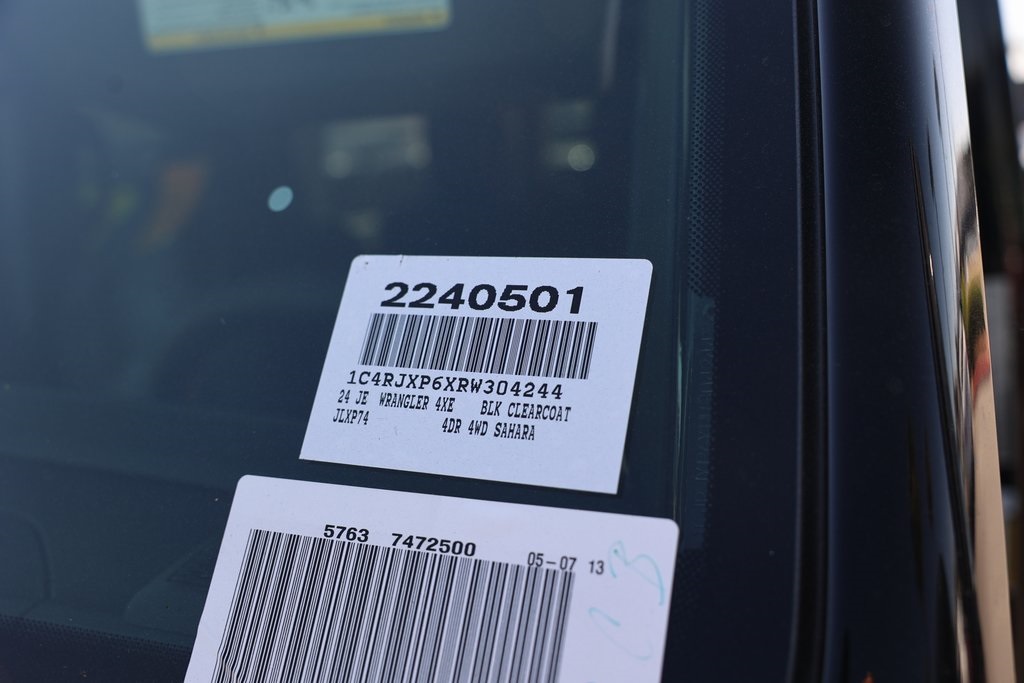 2240501
1C4RJXP6XRW304244
24 JE WRANGLER 4XE BLK CLEARCOAT
JLXP74 4DR 4WD SAHARA
5763 7472500 05-07 13